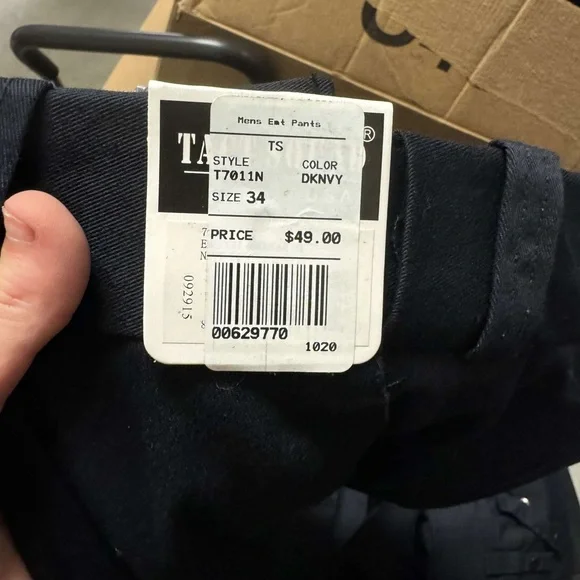 Mens Emt Pants
TS
STYLE COLOR
T7011N DKNVY
SIZE 34
PRICE $49.00
00629770
1020
092915